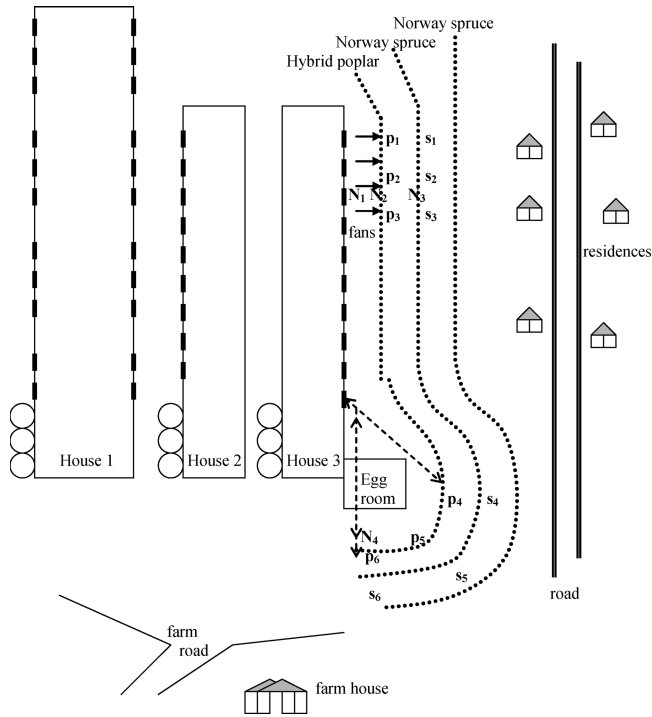 Norway spruce
Norway spruce
Hybrid poplar
p1 s1
p2 s2
N1 N2 N3
p3 s3
fans
residences
House 1
House 2
House 3
Egg
room
p4 s4
N4
p5
p6
s5
s6
road
farm
road
farm house